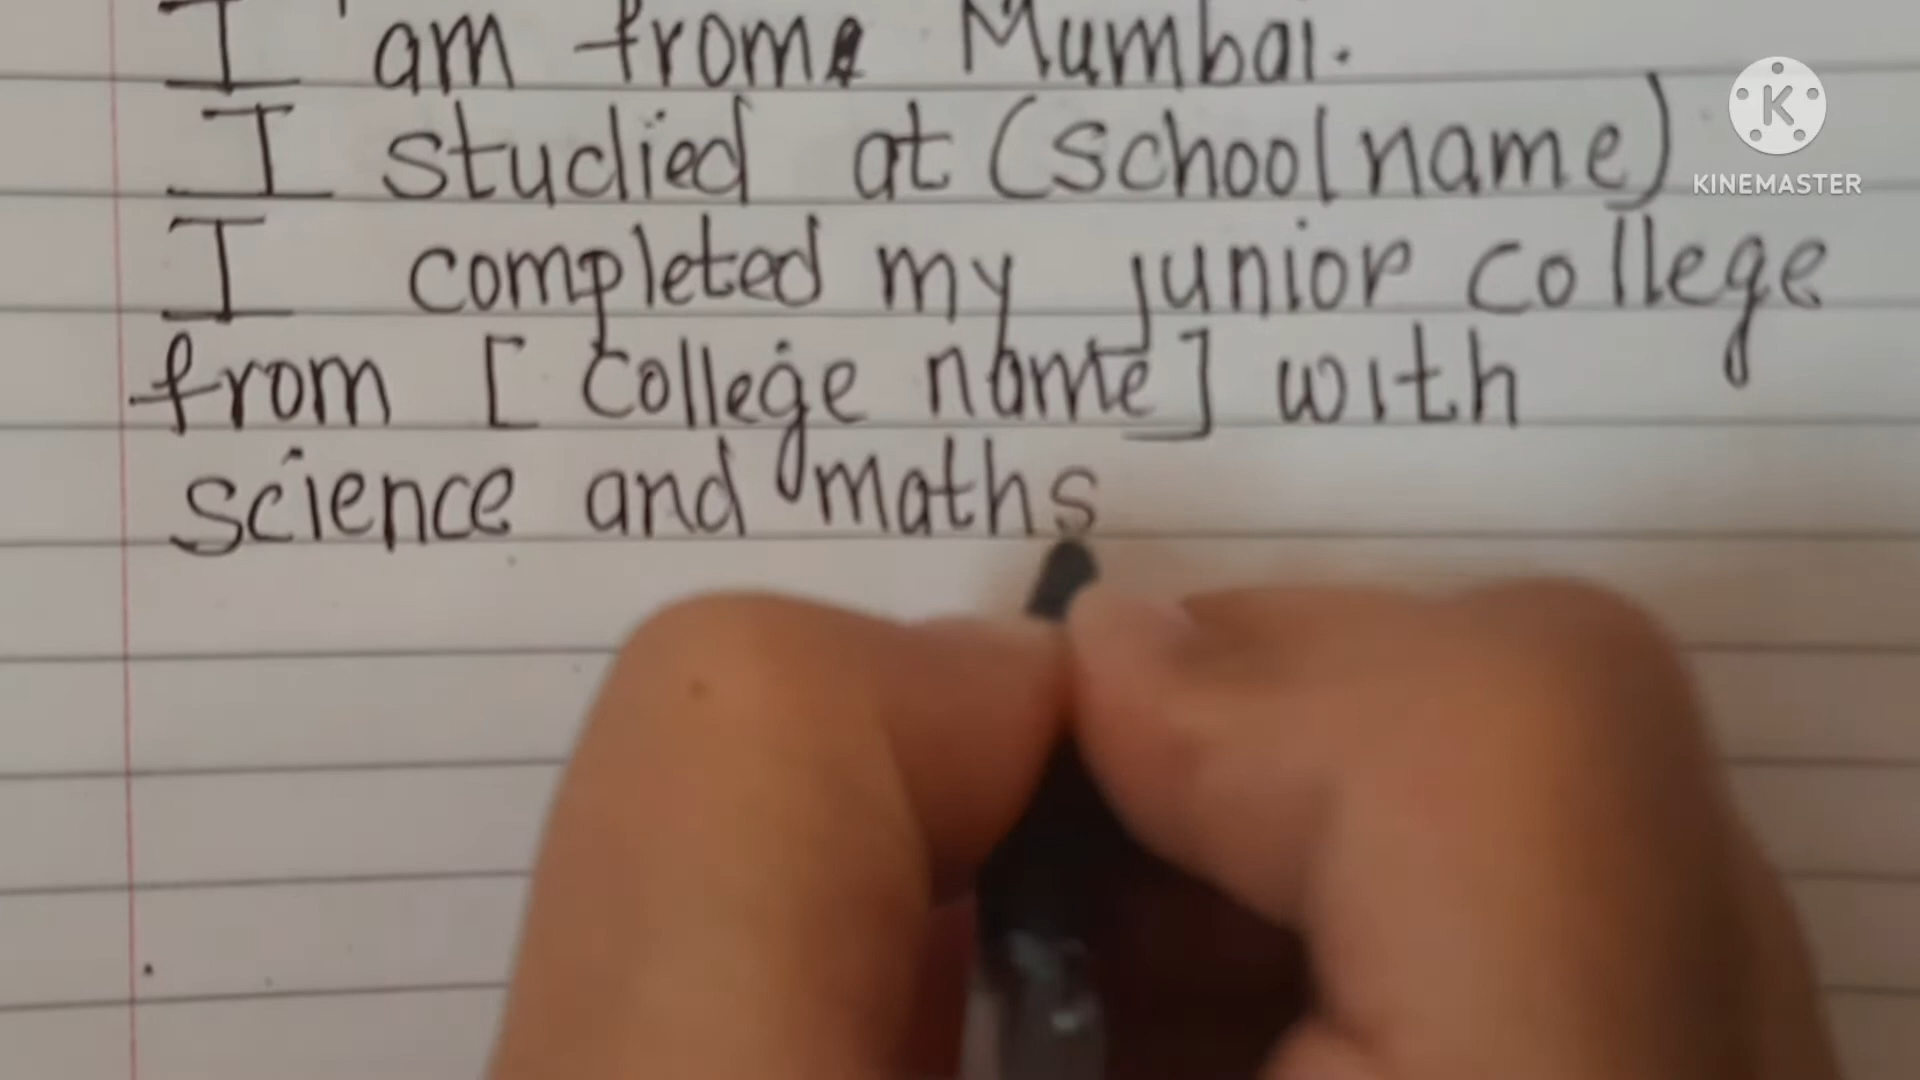 I am from Mumbai.
I studied at (school name)
I completed my junior college
from [college name] with
science and maths
KINEMASTER